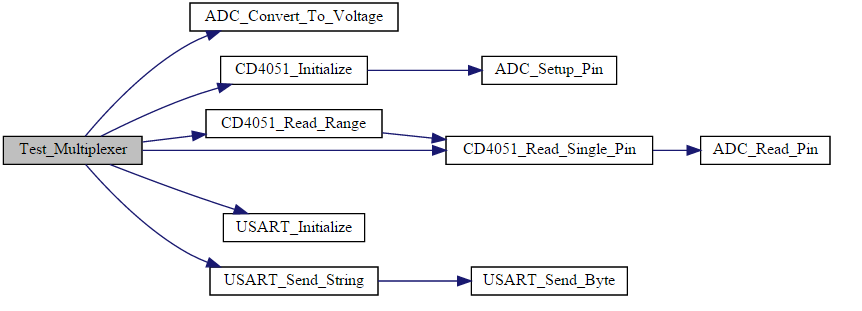 ADC_Convert_To_Voltage
CD4051_Initialize
ADC_Setup_Pin
CD4051_Read_Range
Test_Multiplexer
CD4051_Read_Single_Pin
ADC_Read_Pin
USART_Initialize
USART_Send_String
USART_Send_Byte